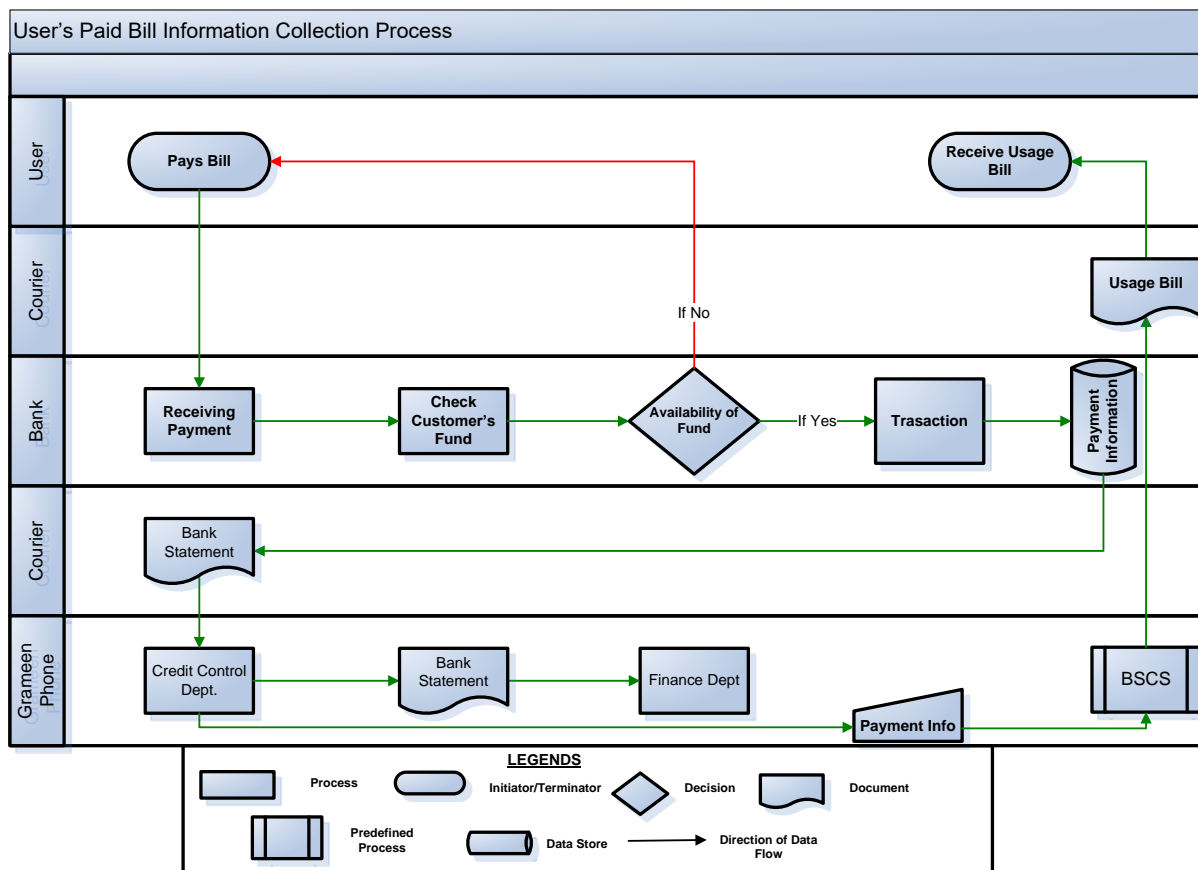 User's Paid Bill Information Collection Process
User
Pays Bill
Receive Usage
Bill
Courier
If No
Usage Bill
Bank
Receiving
Payment
Check
Customer's
Fund
Availability of
Fund
If Yes
Trasaction
Payment
Information
Courier
Bank
Statement
Grameen
Phone
Credit Control
Dept.
Bank
Statement
Finance Dept
Payment Info
BSCS
LEGENDS
Process
Initiator/Terminator
Decision
Document
Predefined
Process
Data Store
Direction of Data
Flow